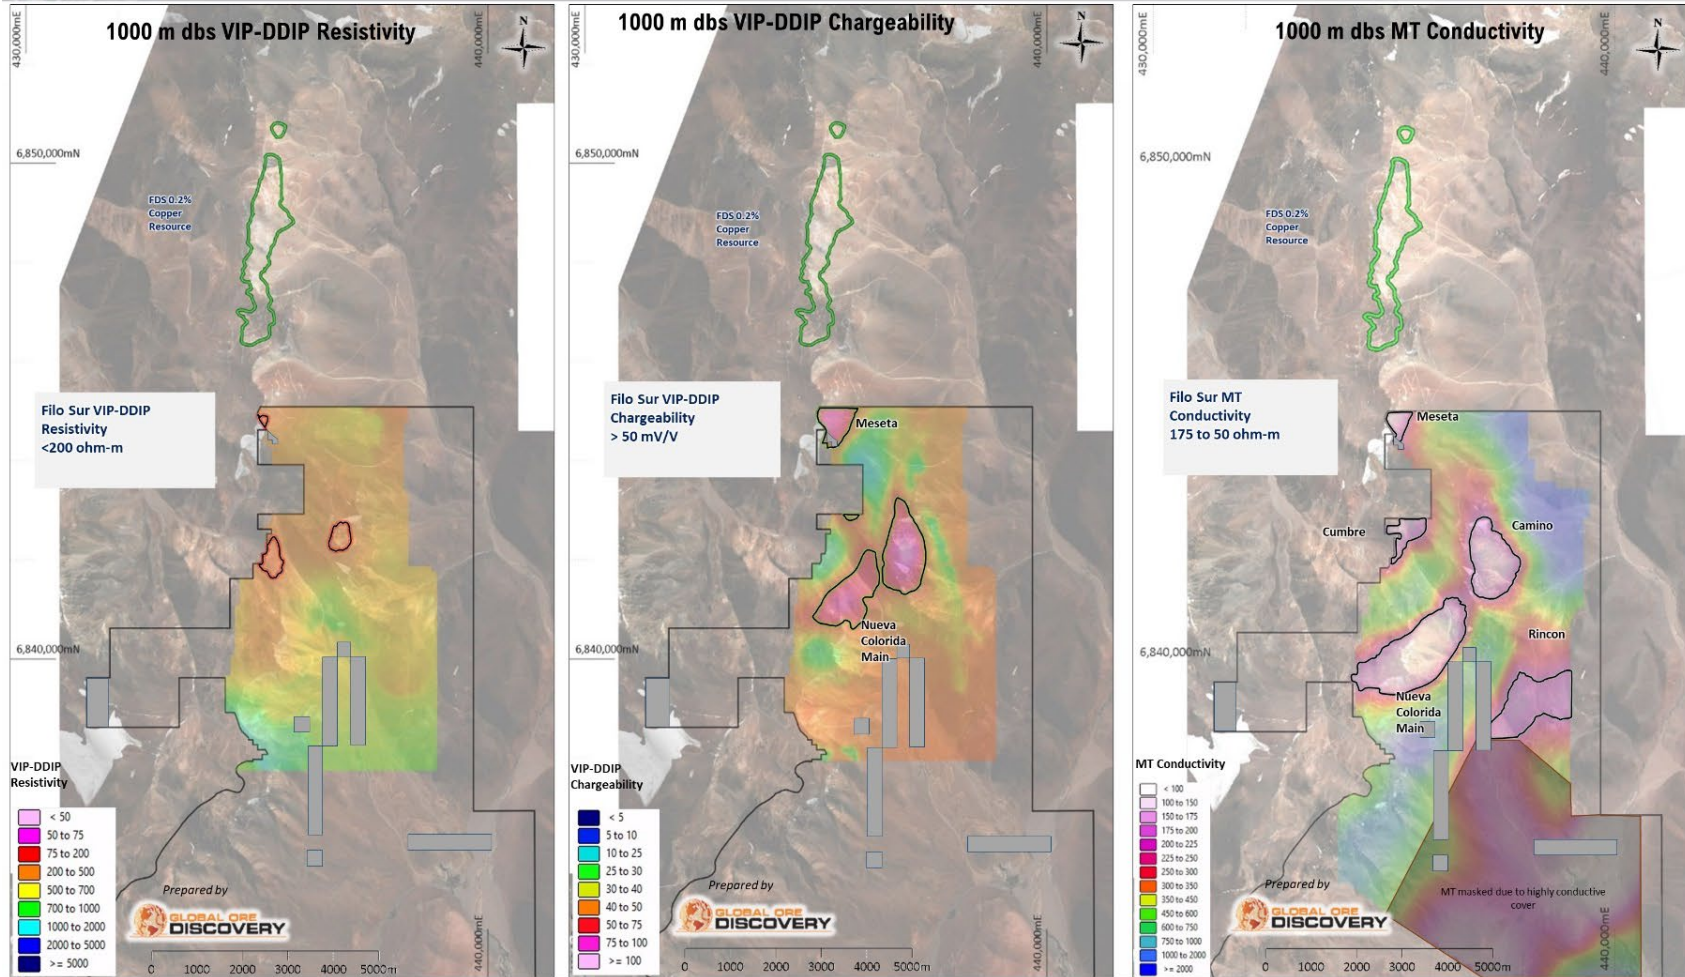 1000 m dbs VIP-DDIP Resistivity
N
430,000mE
440,000mE
6,850,000mN
FDS 0.2%
Copper
Resource
Filo Sur VIP-DDIP
Resistivity
<200 ohm-m
6,840,000mN
VIP-DDIP
Resistivity
< 50
50 to 75
75 to 200
200 to 500
500 to 700
700 to 1000
1000 to 2000
2000 to 5000
>= 5000
Prepared by
GLOBAL ORE
DISCOVERY
440,000mE
0 1000 2000 3000 4000 5000m
1000 m dbs VIP-DDIP Chargeability
N
430,000mE
440,000mE
6,850,000mN
FDS 0.2%
Copper
Resource
Filo Sur VIP-DDIP
Chargeability
> 50 mV/V
Meseta
Nueva
Colorida
Main
6,840,000mN
VIP-DDIP
Chargeability
< 5
5 to 10
10 to 25
25 to 30
30 to 40
40 to 50
50 to 75
75 to 100
>= 100
Prepared by
GLOBAL ORE
DISCOVERY
440,000mE
0 1000 2000 3000 4000 5000m
1000 m dbs MT Conductivity
N
430,000mE
440,000mE
6,850,000mN
FDS 0.2%
Copper
Resource
Filo Sur MT
Conductivity
175 to 50 ohm-m
Meseta
Cumbre
Camino
Rincon
6,840,000mN
Nueva
Colorida
Main
MT Conductivity
< 100
100 to 150
150 to 175
175 to 200
200 to 225
225 to 250
250 to 300
300 to 350
350 to 450
450 to 600
600 to 750
750 to 1000
1000 to 2000
>= 2000
MT masked due to highly conductive
cover
Prepared by
GLOBAL ORE
DISCOVERY
440,000mE
0 1000 2000 3000 4000 5000m